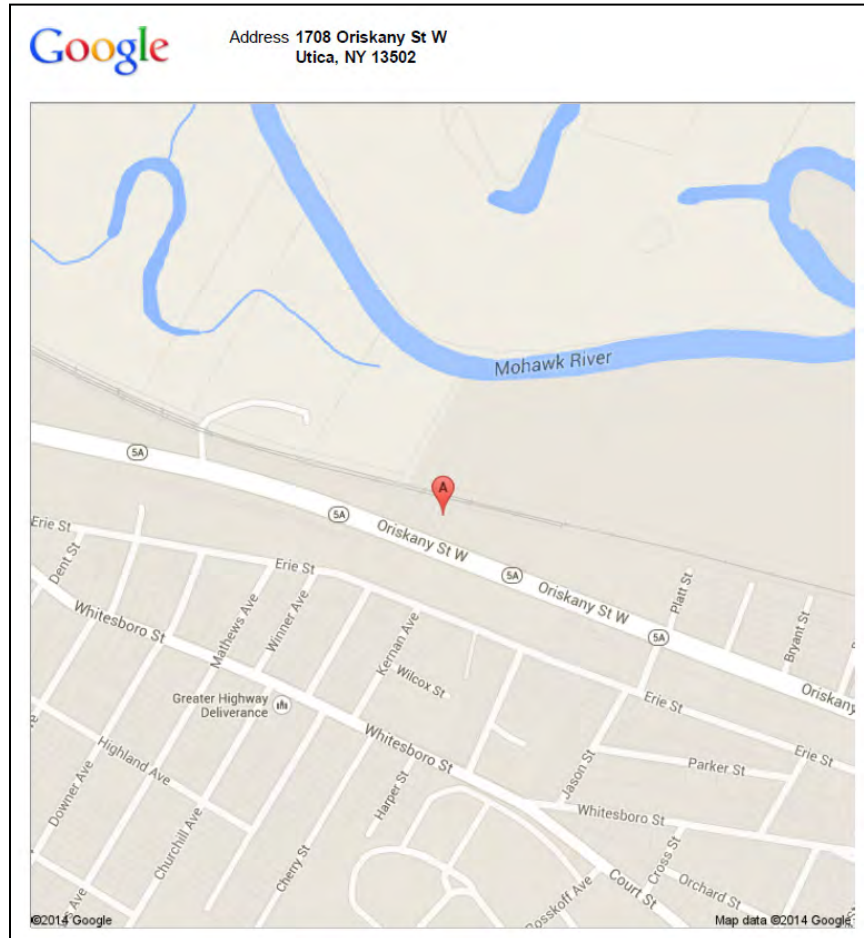 Google
Address 1708 Oriskany St W
Utica, NY 13502
Mohawk River
5A
A
5A
Oriskany St W
Erie St
Dent St
Erie St
5A
Oriskany St W
Platt St
Whitesboro St
Mathews Ave
Winner Ave
Kernan Ave
5A
Bryant St
Wilcox St
Greater Highway
Deliverance
Oriskany
Erie St
Whitesboro St
Highland Ave
Erie St
Jason St
Parker St
Downer Ave
Harper St
Churchill Ave
Whitesboro St
Cherry St
Cross St
Court St
Orchard St
Rosskoff Ave
Ave
St
©2014 Google
Map data ©2014 Google